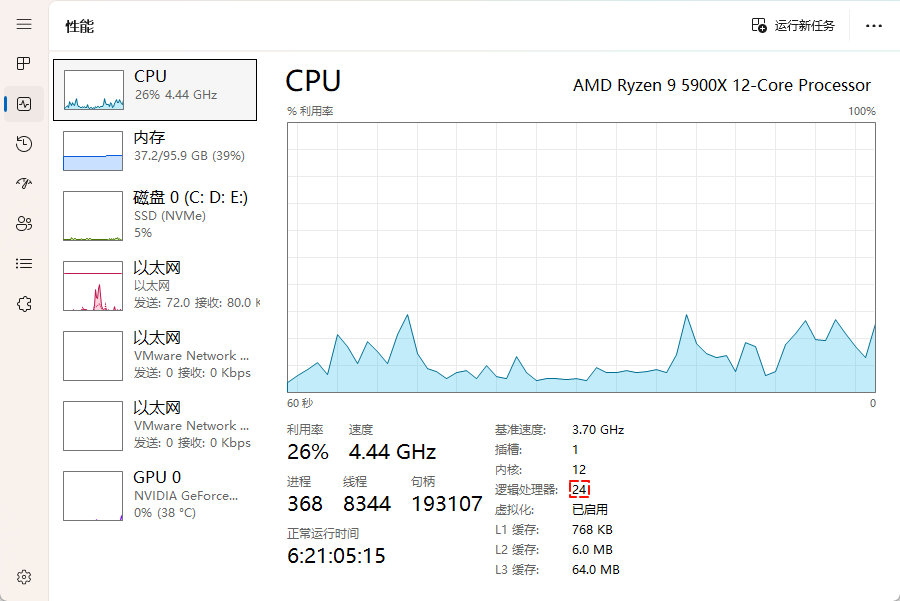 性能
运行新任务
CPU
26% 4.44 GHz
内存
37.2/95.9 GB (39%)
磁盘 0 (C: D: E:)
SSD (NVMe)
5%
以太网
以太网
发送: 72.0 接收: 80.0 K
以太网
VMware Network ...
发送: 0 接收: 0 Kbps
以太网
VMware Network ...
发送: 0 接收: 0 Kbps
GPU 0
NVIDIA GeForce...
0% (38 °C)
CPU
AMD Ryzen 9 5900X 12-Core Processor
% 利用率
100%
60 秒
0
利用率 速度
26% 4.44 GHz
进程 线程 句柄
368 8344 193107
正常运行时间
6:21:05:15
基准速度: 3.70 GHz
插槽: 1
内核: 12
逻辑处理器: 24
虚拟化: 已启用
L1 缓存: 768 KB
L2 缓存: 6.0 MB
L3 缓存: 64.0 MB